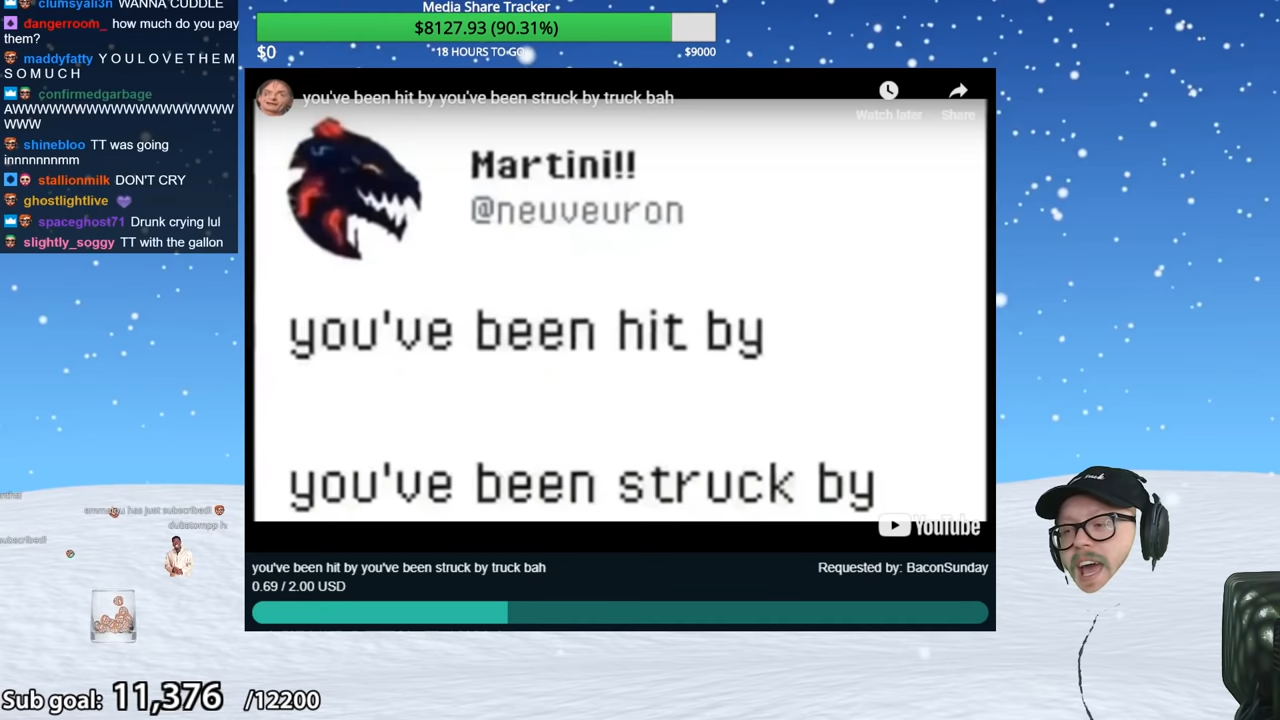 clumsyali3n WANNA CUDDLE
dangerroom_ how much do you pay
them?
maddyfatty Y O U L O V E T H E M
S O M U C H
confirmedgarbage
AWWWWWWWWWWWWWWWWWW
WWW
shinebloo TT was going
innnnnnnmm
stallionmilk DON'T CRY
ghostlightlive
spaceghost71 Drunk crying lul
slightly_soggy TT with the gallon
Media Share Tracker
$8127.93 (90.31%)
$0
18 HOURS TO GO
$9000
you've been hit by you've been struck by truck bah
Watch later
Share
Martini!!
@neuveuron
you've been hit by
you've been struck by
YouTube
you've been hit by you've been struck by truck bah
Requested by: BaconSunday
0.69 / 2.00 USD
has just subscribed!
Sub goal: 11,376 /12200